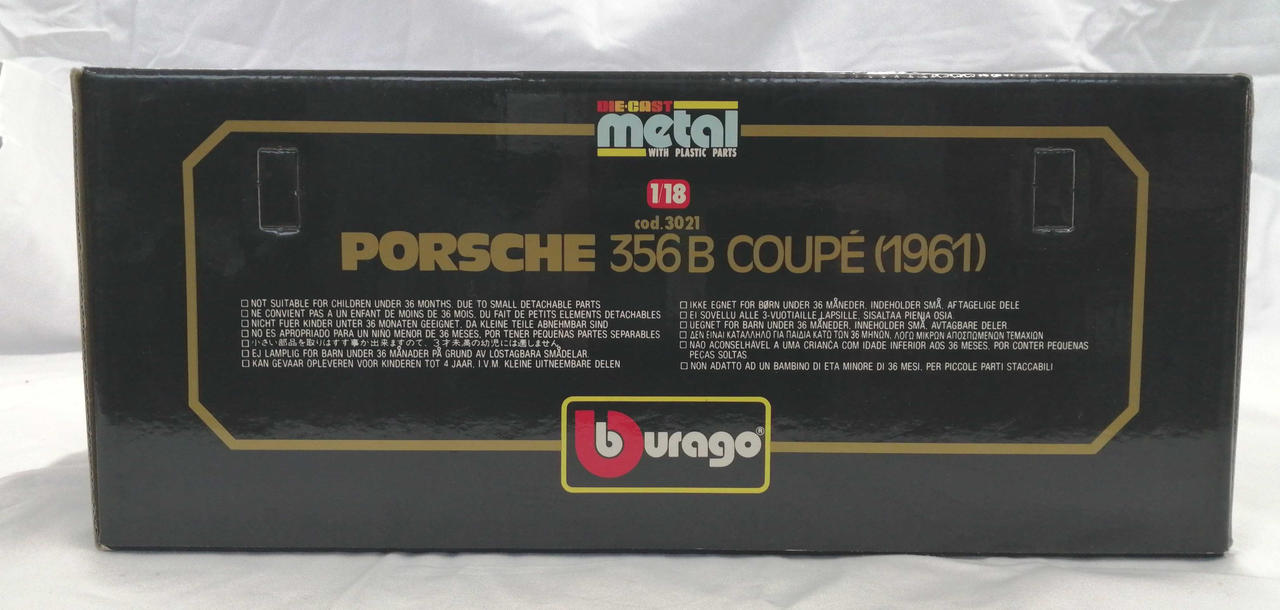 DIE-CAST
metal
WITH PLASTIC PARTS
1/18
cod.3021
PORSCHE 356B COUPÉ (1961)
□ NOT SUITABLE FOR CHILDREN UNDER 36 MONTHS. DUE TO SMALL DETACHABLE PARTS
□ NE CONVIENT PAS A UN ENFANT DE MOINS DE 36 MOIS. DU FAIT DE PETITS ELEMENTS DETACHABLES
□ NICHT FUER KINDER UNTER 36 MONATEN GEEIGNET, DA KLEINE TEILE ABNEHMBAR SIND
□ NO ES APROPRIADO PARA UN NINO MENOR DE 36 MESES, POR TENER PEQUENAS PARTES SEPARABLES
□ 小さい部品を取りはずす事が出来ますので、3才未満の幼児には適しません。
□ EJ LAMPLIG FOR BARN UNDER 36 MÅNADER PÅ GRUND AV LÖSTAGBARA SMÅDELAR.
□ KAN GEVAAR OPLEVEREN VOOR KINDEREN TOT 4 JAAR, I.V.M. KLEINE UITNEEMBARE DELEN
□ IKKE EGNET FOR BØRN UNDER 36 MÅNEDER, INDEHOLDER SMÅ, AFTAGELIGE DELE
□ EI SOVELLU ALLE 3-VUOTIAILLE LAPSILLE, SISALTAA PIENIA OSIA
□ UEGNET FOR BARN UNDER 36 MÅNEDER, INNEHOLDER SMÅ, AVTAGBARE DELER
□ ΔΕΝ ΕΙΝΑΙ ΚΑΤΑΛΛΗΛΟ ΓΙΑ ΠΑΙΔΙΑ ΚΑΤΩ ΤΩΝ 36 ΜΗΝΩΝ, ΛΟΓΩ ΜΙΚΡΩΝ ΑΠΟΣΠΩΜΕΝΩΝ ΤΕΜΑΧΙΩΝ
□ NAO ACONSELHÁVEL A UMA CRIANCA COM IDADE INFERIOR AOS 36 MESES, POR CONTER PEQUENAS
PEÇAS SOLTAS
□ NON ADATTO AD UN BAMBINO DI ETA MINORE DI 36 MESI, PER PICCOLE PARTI STACCABILI
burago®